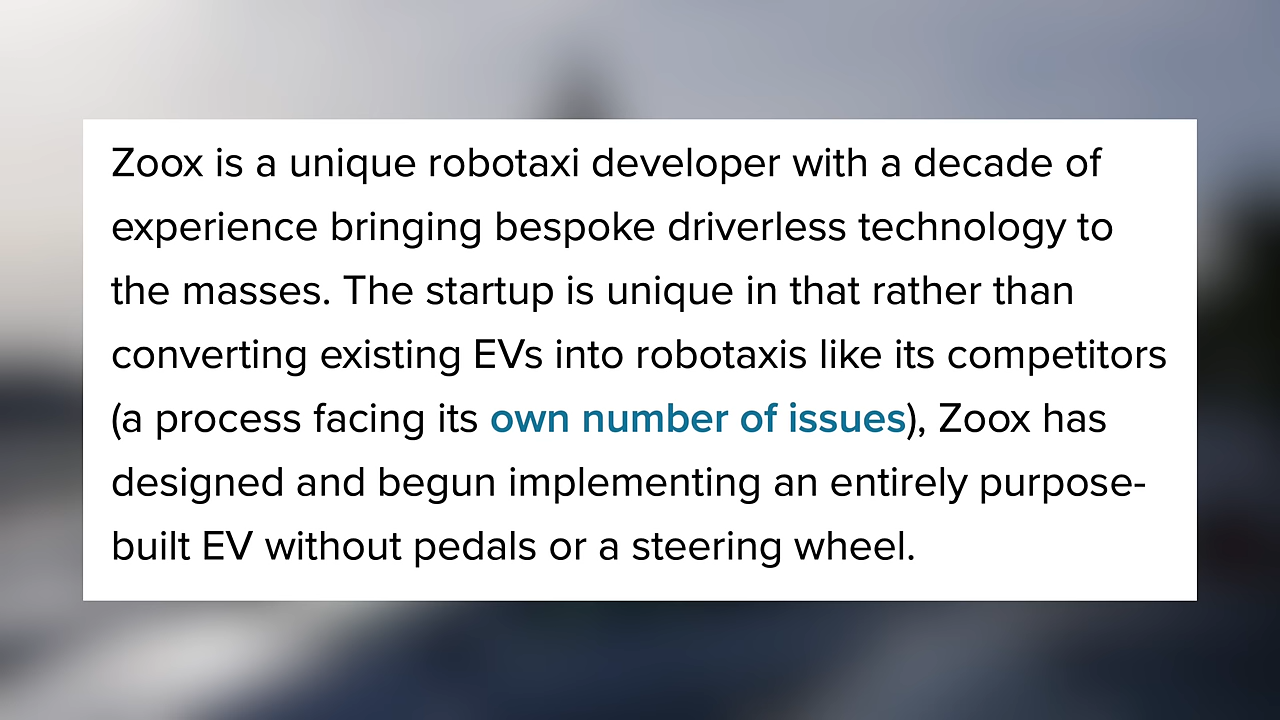 Zoox is a unique robotaxi developer with a decade of
experience bringing bespoke driverless technology to
the masses. The startup is unique in that rather than
converting existing EVs into robotaxis like its competitors
(a process facing its own number of issues), Zoox has
designed and begun implementing an entirely purpose-
built EV without pedals or a steering wheel.